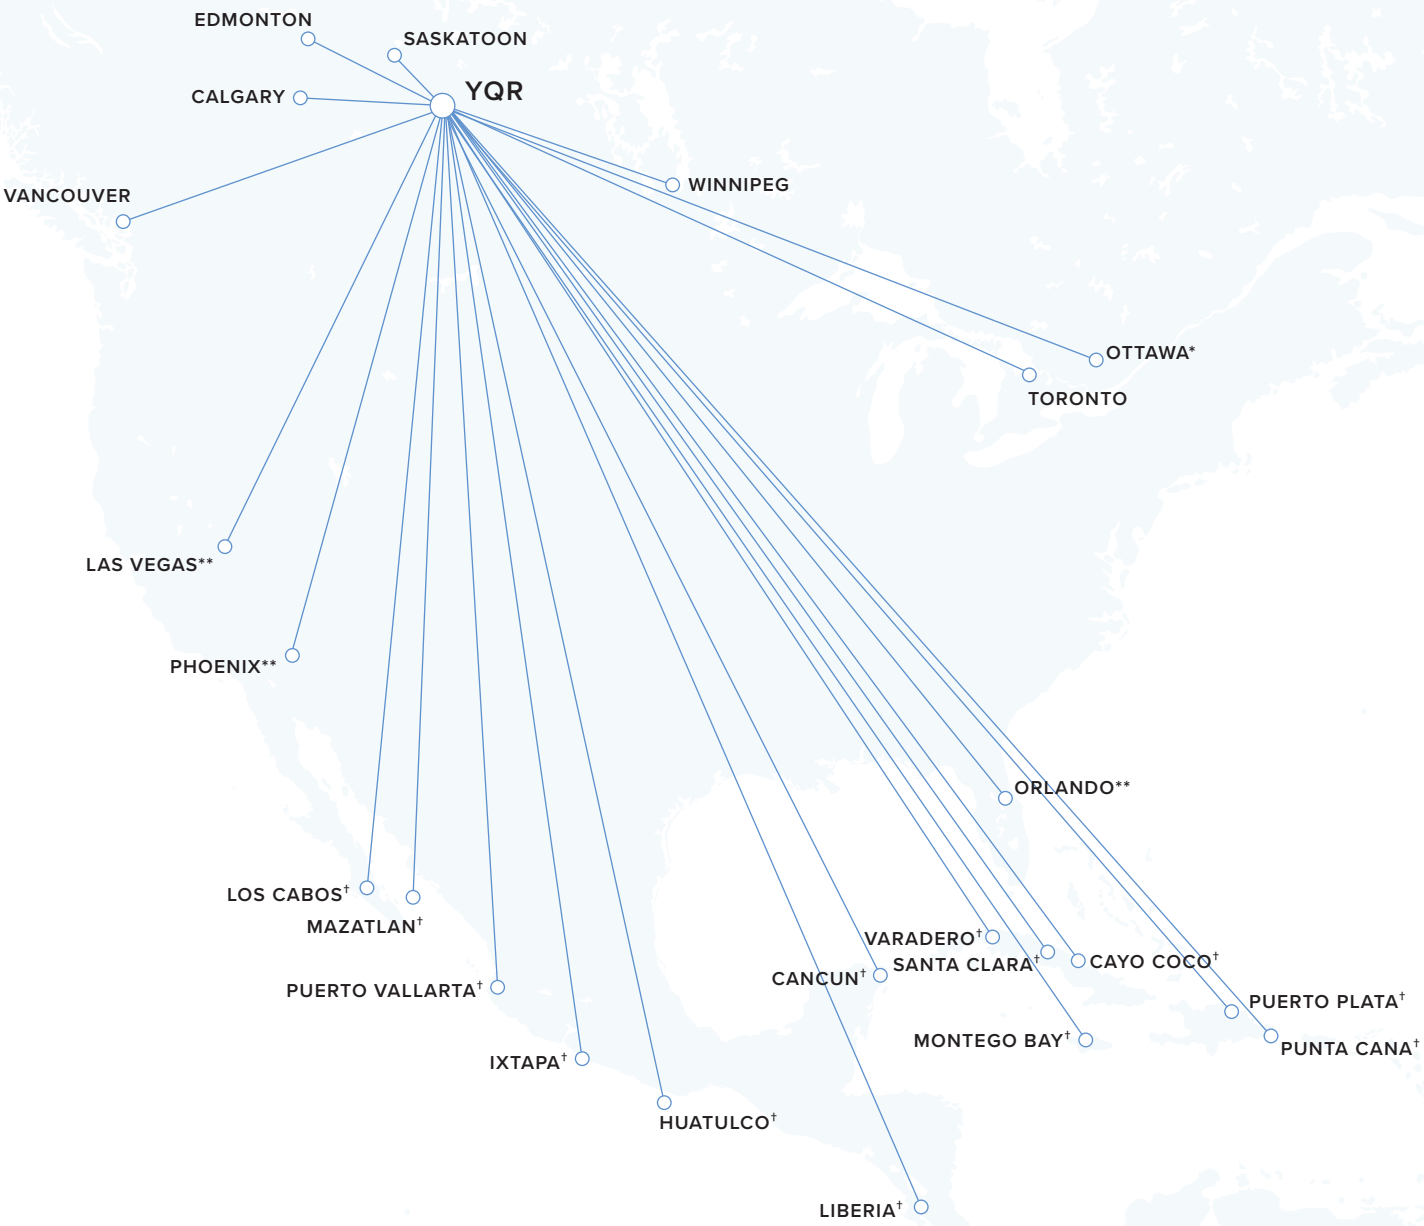 EDMONTON
SASKATOON
YQR
CALGARY
WINNIPEG
VANCOUVER
OTTAWA*
TORONTO
LAS VEGAS**
PHOENIX**
ORLANDO**
LOS CABOS†
MAZATLAN†
VARADERO†
SANTA CLARA†
CAYO COCO†
CANCUN†
PUERTO VALLARTA†
PUERTO PLATA†
MONTEGO BAY†
PUNTA CANA†
IXTAPA†
HUATULCO†
LIBERIA†